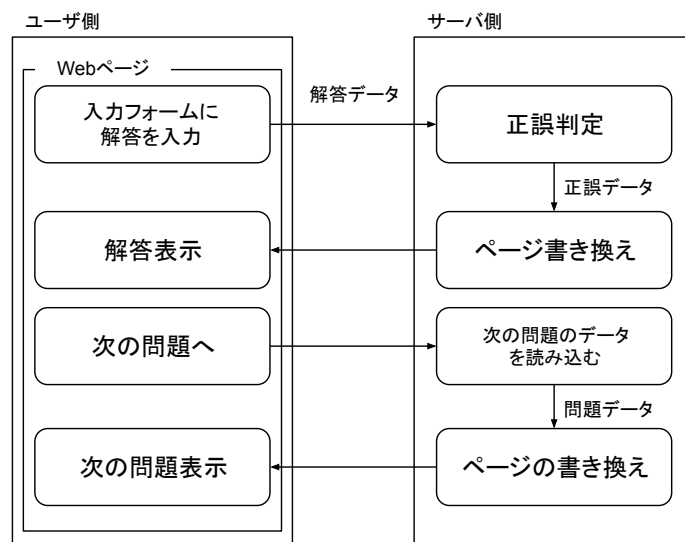 ユーザ側
サーバ側
Webページ
入力フォームに
解答を入力
解答データ
正誤判定
正誤データ
解答表示
ページ書き換え
次の問題へ
次の問題のデータ
を読み込む
問題データ
次の問題表示
ページの書き換え